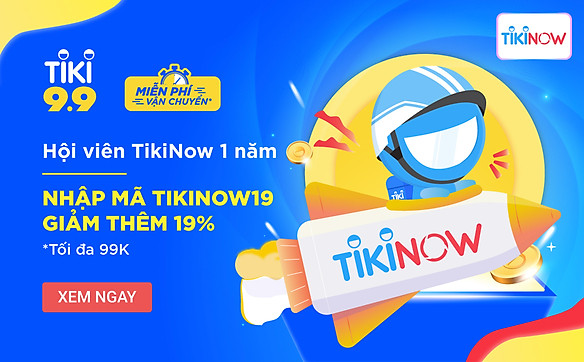 TIKI
9.9
MIỄN PHÍ
VẬN CHUYỂN*
TIKINOW
Hội viên TikiNow 1 năm
NHẬP MÃ TIKINOW19
GIẢM THÊM 19%
*Tối đa 99K
XEM NGAY
TIKI
TIKINOW